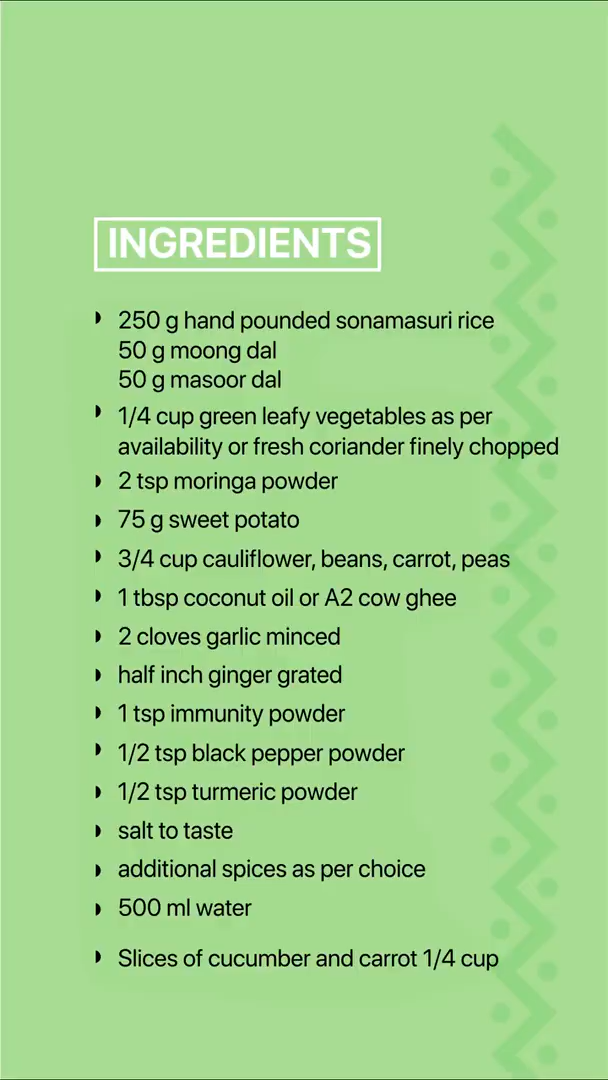 INGREDIENTS
250 g hand pounded sonamasuri rice
50 g moong dal
50 g masoor dal
1/4 cup green leafy vegetables as per
availability or fresh coriander finely chopped
2 tsp moringa powder
75 g sweet potato
3/4 cup cauliflower, beans, carrot, peas
1 tbsp coconut oil or A2 cow ghee
2 cloves garlic minced
half inch ginger grated
1 tsp immunity powder
1/2 tsp black pepper powder
1/2 tsp turmeric powder
salt to taste
additional spices as per choice
500 ml water
Slices of cucumber and carrot 1/4 cup